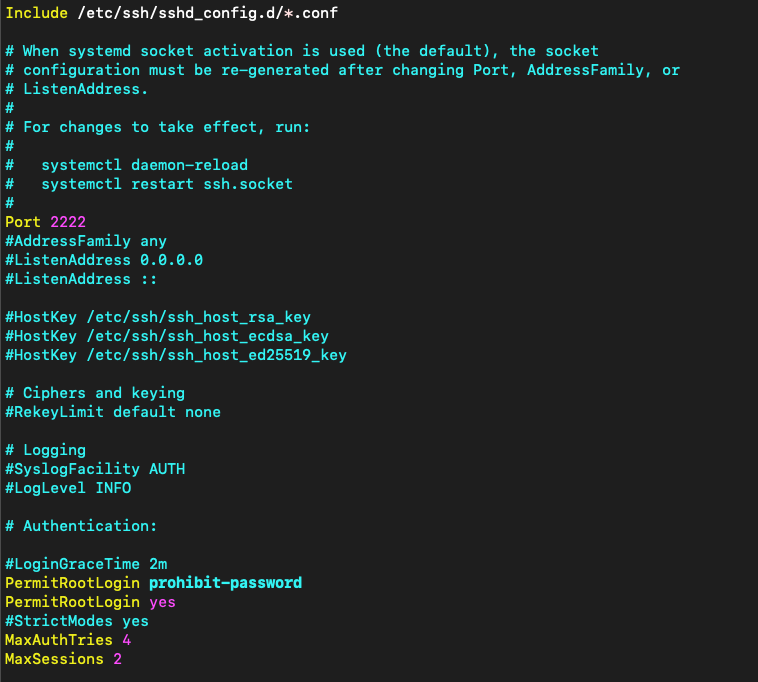 Include /etc/ssh/sshd_config.d/*.conf
# When systemd socket activation is used (the default), the socket
# configuration must be re-generated after changing Port, AddressFamily, or
# ListenAddress.
#
# For changes to take effect, run:
#
#   systemctl daemon-reload
#   systemctl restart ssh.socket
#
Port 2222
#AddressFamily any
#ListenAddress 0.0.0.0
#ListenAddress ::
#HostKey /etc/ssh/ssh_host_rsa_key
#HostKey /etc/ssh/ssh_host_ecdsa_key
#HostKey /etc/ssh/ssh_host_ed25519_key
# Ciphers and keying
#RekeyLimit default none
# Logging
#SyslogFacility AUTH
#LogLevel INFO
# Authentication:
#LoginGraceTime 2m
PermitRootLogin prohibit-password
PermitRootLogin yes
#StrictModes yes
MaxAuthTries 4
MaxSessions 2